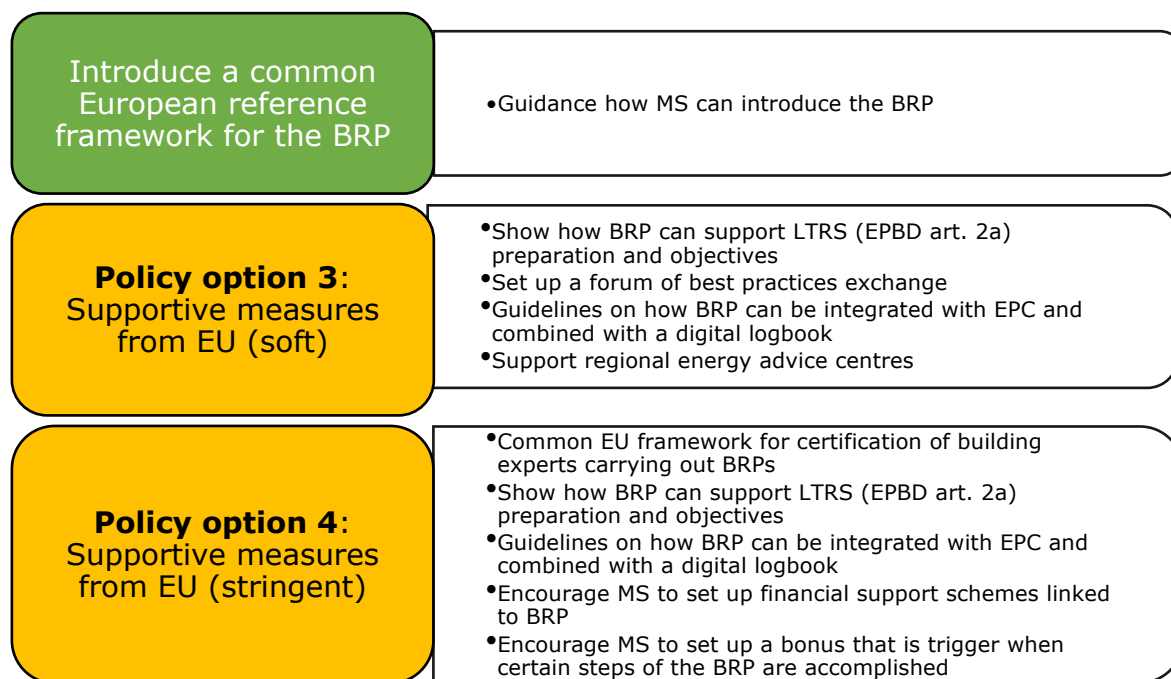 Introduce a common
European reference
framework for the BRP
•Guidance how MS can introduce the BRP
Policy option 3:
Supportive measures
from EU (soft)
•Show how BRP can support LTRS (EPBD art. 2a)
preparation and objectives
•Set up a forum of best practices exchange
•Guidelines on how BRP can be integrated with EPC and
combined with a digital logbook
•Support regional energy advice centres
Policy option 4:
Supportive measures
from EU (stringent)
•Common EU framework for certification of building
experts carrying out BRPs
•Show how BRP can support LTRS (EPBD art. 2a)
preparation and objectives
•Guidelines on how BRP can be integrated with EPC and
combined with a digital logbook
•Encourage MS to set up financial support schemes linked
to BRP
•Encourage MS to set up a bonus that is trigger when
certain steps of the BRP are accomplished